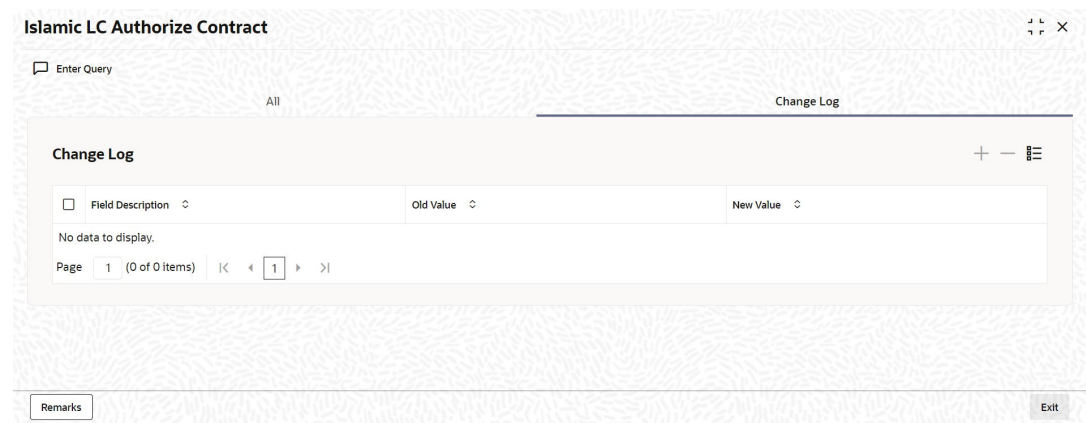 Islamic LC Authorize Contract
Enter Query
All Change Log
Change Log
Field Description Old Value New Value
No data to display.
Page 1 (0 of 0 items) 1
Remarks Exit